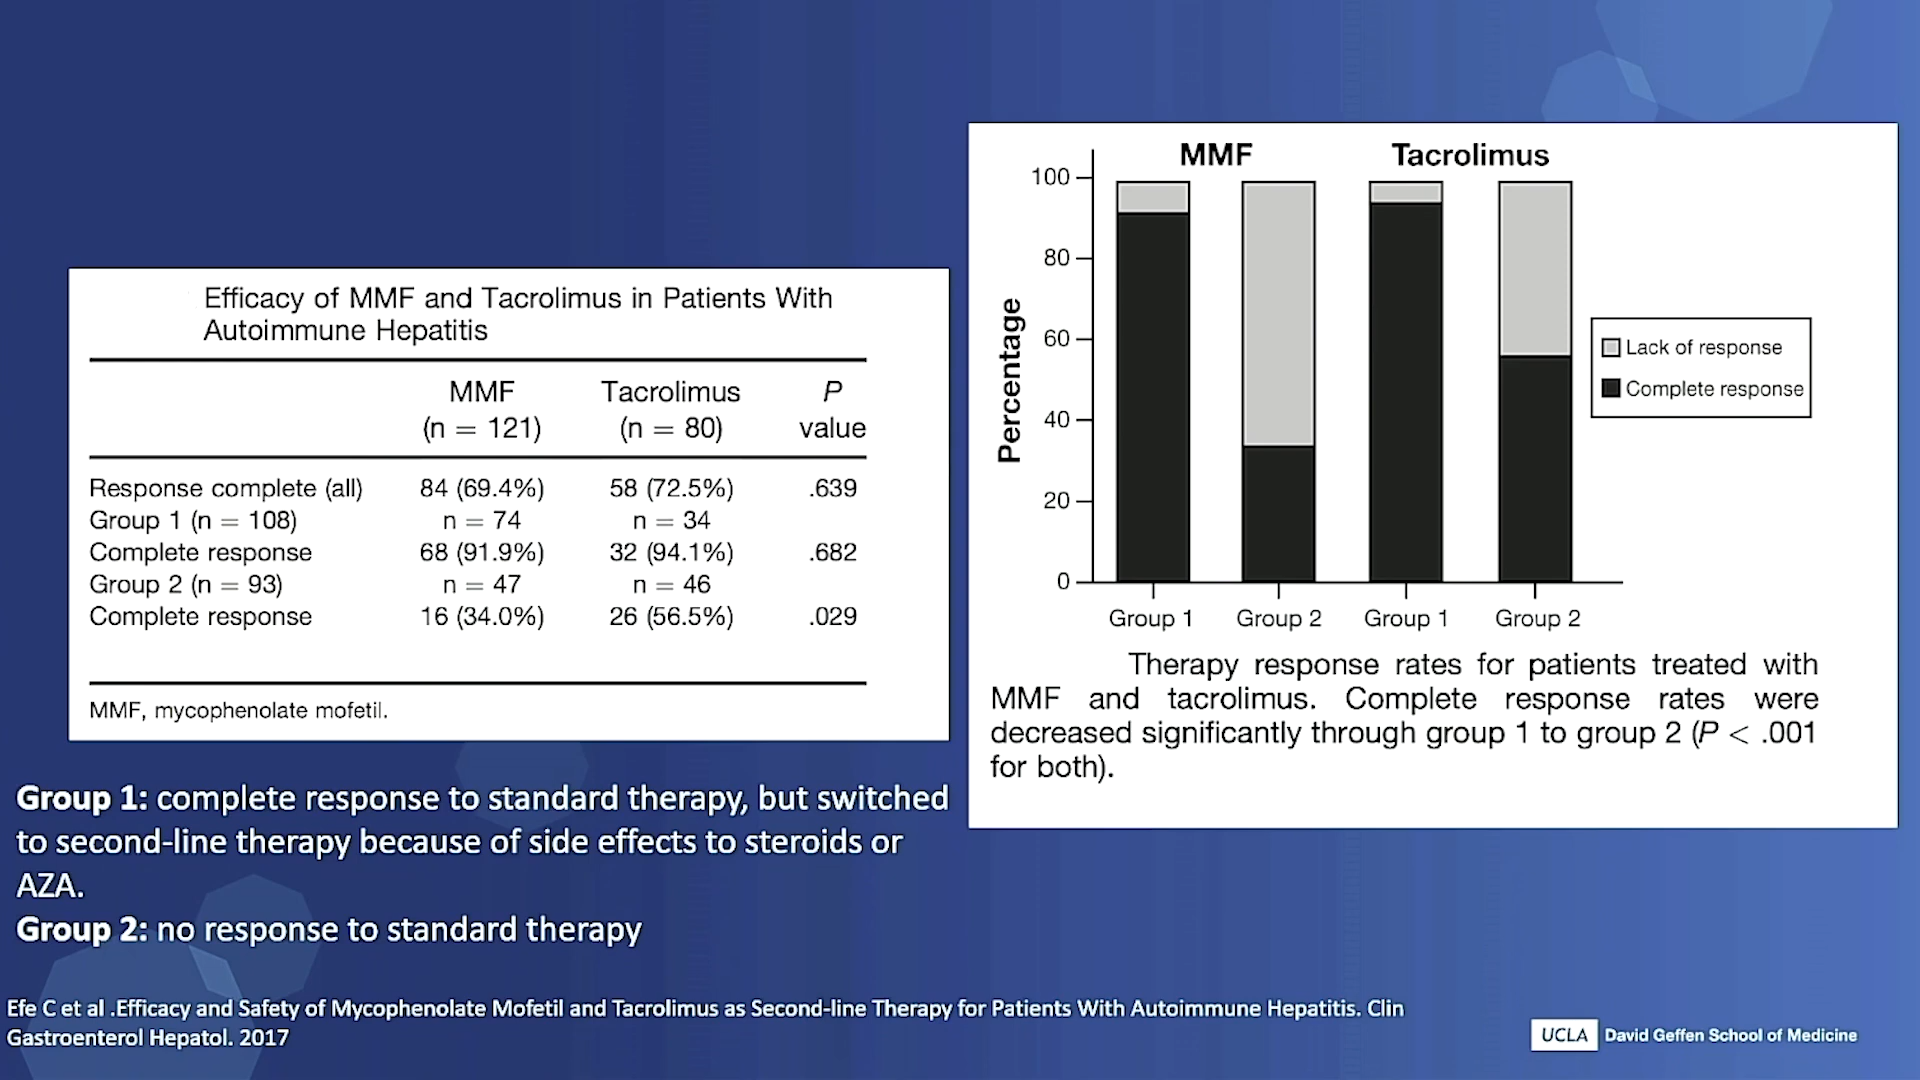 Efficacy of MMF and Tacrolimus in Patients With
Autoimmune Hepatitis
MMF Tacrolimus P
(n = 121) (n = 80) value
Response complete (all) 84 (69.4%) 58 (72.5%) .639
Group 1 (n = 108) n = 74 n = 34
Complete response 68 (91.9%) 32 (94.1%) .682
Group 2 (n = 93) n = 47 n = 46
Complete response 16 (34.0%) 26 (56.5%) .029
MMF, mycophenolate mofetil.
MMF Tacrolimus
Percentage
100
80
60
40
20
0
Group 1 Group 2 Group 1 Group 2
Lack of response
Complete response
Therapy response rates for patients treated with
MMF and tacrolimus. Complete response rates were
decreased significantly through group 1 to group 2 (P < .001
for both).
Group 1: complete response to standard therapy, but switched
to second-line therapy because of side effects to steroids or
AZA.
Group 2: no response to standard therapy
Efe C et al .Efficacy and Safety of Mycophenolate Mofetil and Tacrolimus as Second-line Therapy for Patients With Autoimmune Hepatitis. Clin
Gastroenterol Hepatol. 2017
UCLA David Geffen School of Medicine